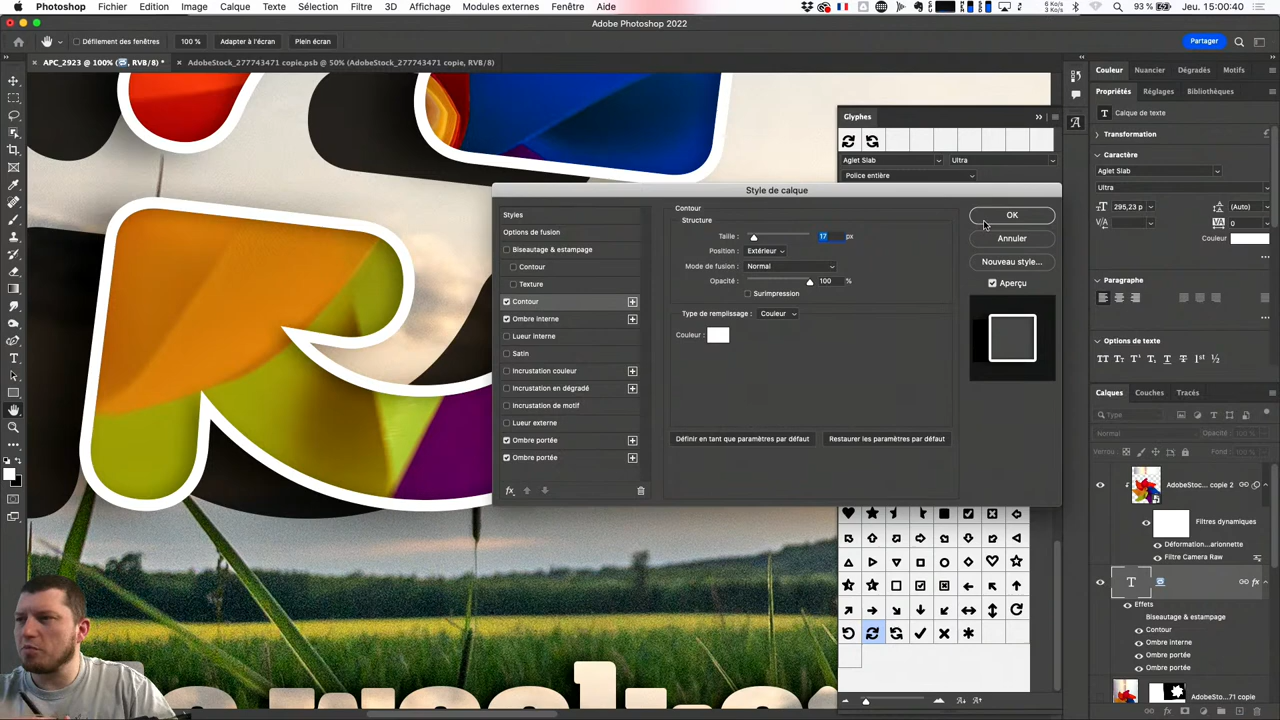 Photoshop Fichier Edition Image Calque Texte Sélection Filtre 3D Affichage Modules externes Fenêtre Aide 93 % Jeu. 15:00:40
Adobe Photoshop 2022
Défilement des fenêtres 100 % Adapter à l'écran Plein écran Partager
APC_2923 @ 100% ( , RVB/8) * AdobeStock_277743471 copie.psb @ 50% (AdobeStock_277743471 copie, RVB/8)
Couleur Nuancier Dégradés Motifs
Propriétés Réglages Bibliothèques
T Calque de texte
Transformation
Caractère
Aglet Slab
Ultra
295,23 p (Auto)
0
Couleur
Paragraphe
Options de texte
Glyphes
Aglet Slab Ultra
Police entière
Style de calque
Styles
Options de fusion
Biseautage & estampage
Contour
Texture
Contour
Ombre interne
Lueur interne
Satin
Incrustation couleur
Incrustation en dégradé
Incrustation de motif
Lueur externe
Ombre portée
Ombre portée
Contour
Structure
Taille : 17 px
Position : Extérieur
Mode de fusion : Normal
Opacité : 100 %
Surimpression
Type de remplissage : Couleur
Couleur :
Définir en tant que paramètres par défaut Restaurer les paramètres par défaut
OK
Annuler
Nouveau style...
Aperçu
Calques Couches Tracés
Type
Normal Opacité : 100 %
Verrou : Fond : 100 %
AdobeStoc... copie 2
Filtres dynamiques
Déformation...arionnette
Filtre Camera Raw
T
Effets
Biseautage & estampage
Contour
Ombre interne
Ombre portée
Ombre portée
AdobeSto...71 copie